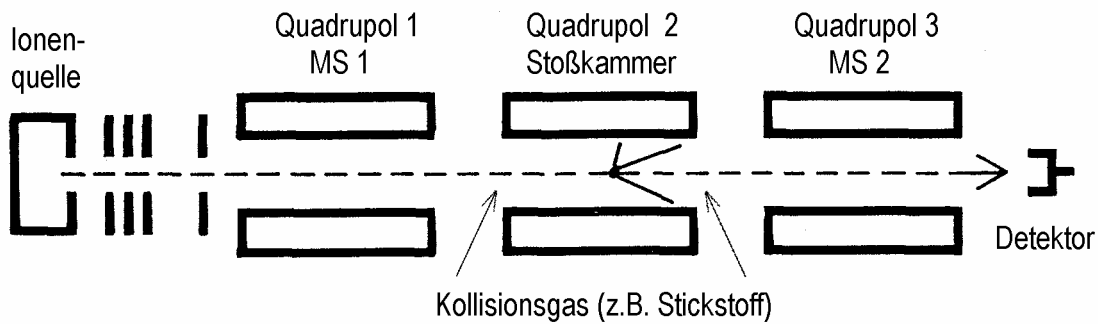 Ionen-
quelle
Quadrupol 1
MS 1
Quadrupol 2
Stoßkammer
Quadrupol 3
MS 2
Detektor
Kollisionsgas (z.B. Stickstoff)